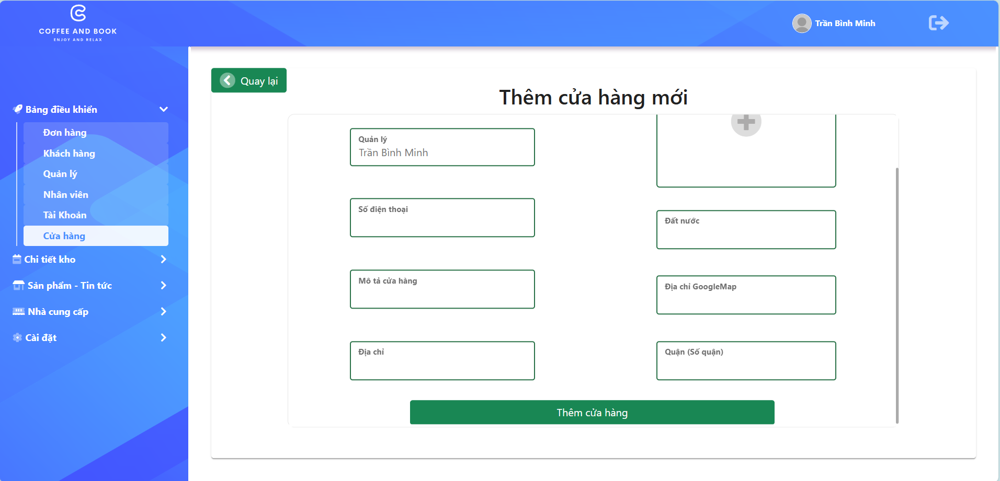 COFFEE AND BOOK
ENJOY AND RELAX
Trần Bình Minh
Bảng điều khiển
Đơn hàng
Khách hàng
Quản lý
Nhân viên
Tài Khoản
Cửa hàng
Chi tiết kho
Sản phẩm - Tin tức
Nhà cung cấp
Cài đặt
Quay lại
Thêm cửa hàng mới
Quản lý
Trần Bình Minh
Số điện thoại
Đất nước
Mô tả cửa hàng
Địa chỉ GoogleMap
Địa chỉ
Quận (Số quận)
Thêm cửa hàng